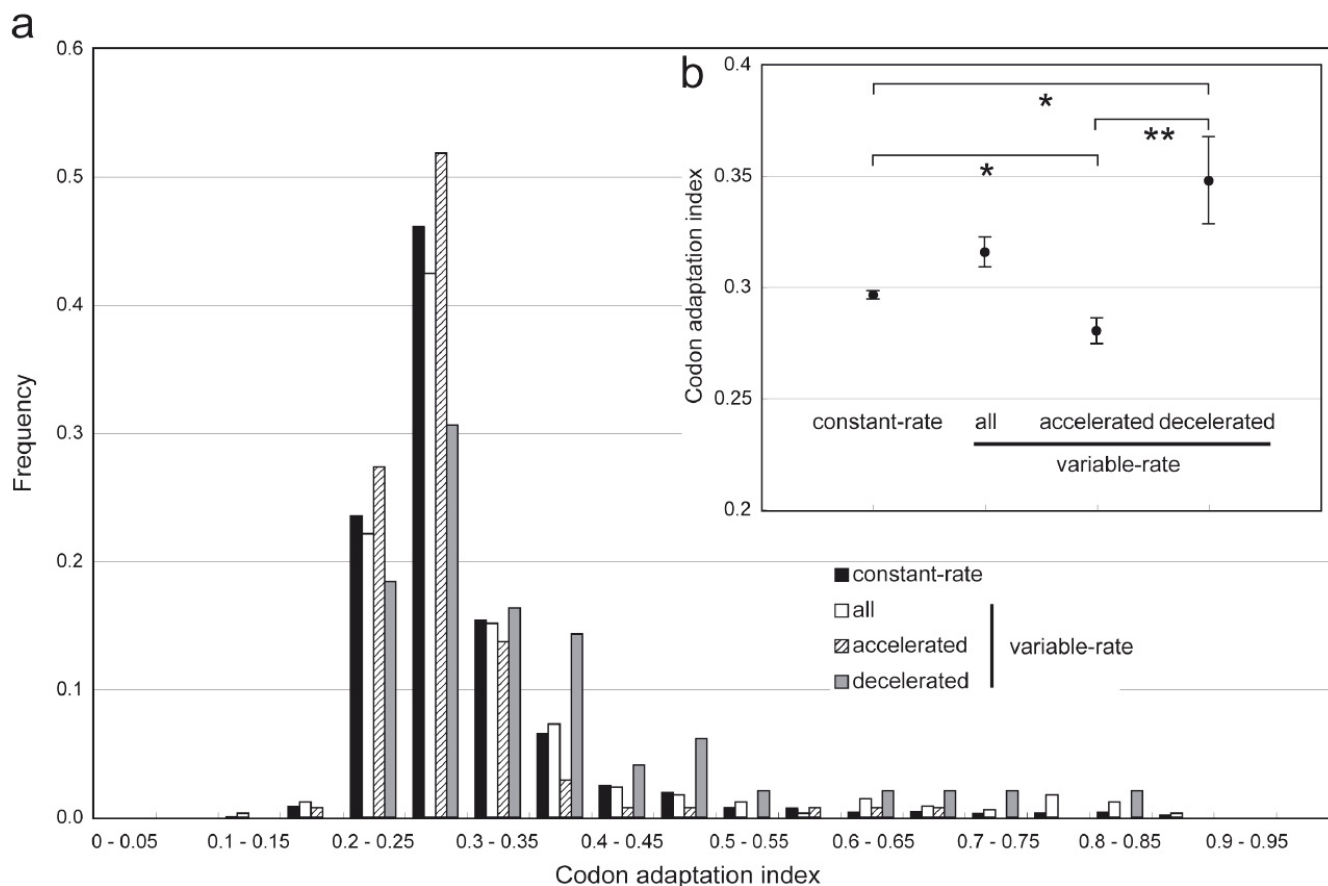 a
0.6
0.5
0.4
0.3
0.2
0.1
0.0
Frequency
0 - 0.05
0.1 - 0.15
0.2 - 0.25
0.3 - 0.35
0.4 - 0.45
0.5 - 0.55
0.6 - 0.65
0.7 - 0.75
0.8 - 0.85
0.9 - 0.95
Codon adaptation index
b
0.4
0.35
0.3
0.25
0.2
Codon adaptation index
*
**
*
constant-rate
all
accelerated
decelerated
variable-rate
constant-rate
all
accelerated
decelerated
variable-rate